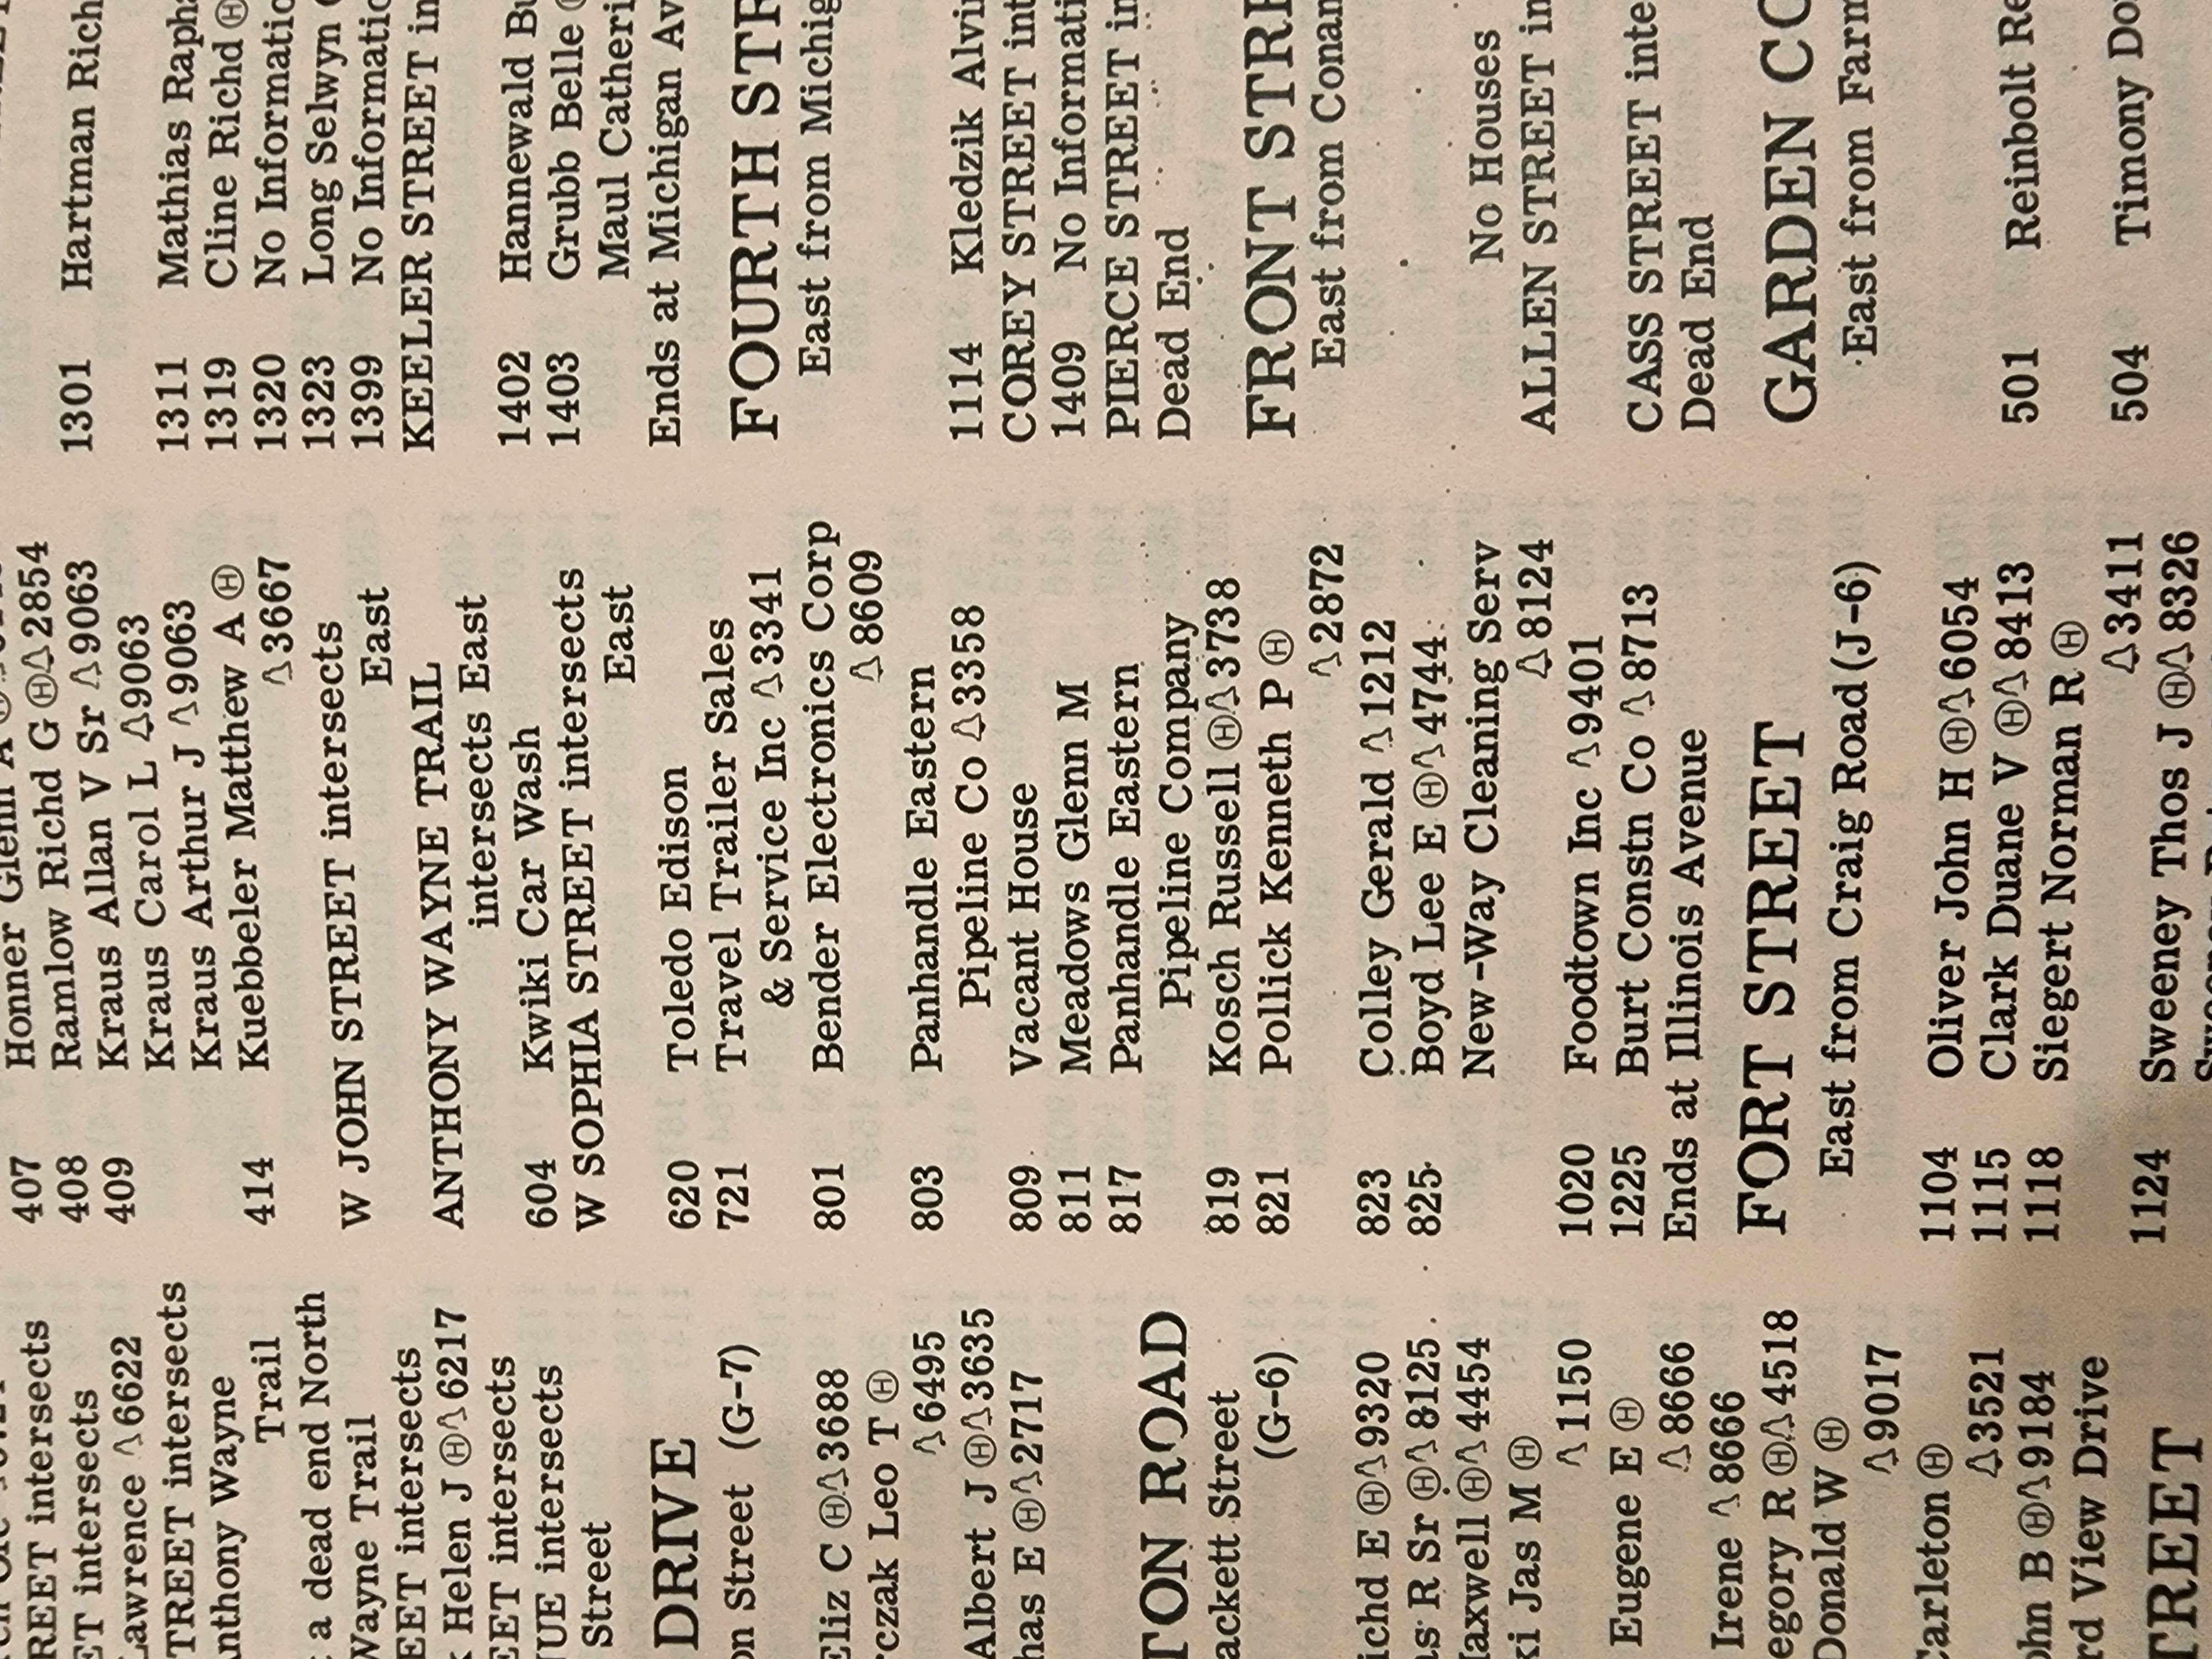 REET intersects
ET intersects
Lawrence 6622
TREET intersects
Anthony Wayne
Trail
a dead end North
Wayne Trail
EET intersects
Helen J Ⓗ 6217
EET intersects
UE intersects
Street
DRIVE
on Street (G-7)
Eliz C Ⓗ 3688
rczak Leo T Ⓗ
6495
Albert J Ⓗ 3635
has E Ⓗ 2717
TON ROAD
ackett Street
(G-6)
ichd E Ⓗ 9320
as R Sr Ⓗ 8125
Maxwell Ⓗ 4454
ki Jas M Ⓗ
1150
Eugene E Ⓗ
8666
Irene 8666
egory R Ⓗ 4518
Donald W Ⓗ
9017
Carleton Ⓗ
3521
ohn B Ⓗ 9184
rd View Drive
TREET
407 Honner Glenn A Ⓗ
408 Ramlow Richd G Ⓗ 2854
409 Kraus Allan V Sr 9063
Kraus Carol L 9063
Kraus Arthur J 9063
414 Kuebbeler Matthew A Ⓗ
3667
W JOHN STREET intersects
East
ANTHONY WAYNE TRAIL
intersects East
604 Kwiki Car Wash
W SOPHIA STREET intersects
East
620 Toledo Edison
721 Travel Trailer Sales
& Service Inc 3341
801 Bender Electronics Corp
8609
803 Panhandle Eastern
Pipeline Co 3358
809 Vacant House
811 Meadows Glenn M
817 Panhandle Eastern
Pipeline Company
819 Kosch Russell Ⓗ 3738
821 Pollick Kenneth P Ⓗ
2872
823 Colley Gerald 1212
825 Boyd Lee E Ⓗ 4744
New-Way Cleaning Serv
8124
1020 Foodtown Inc 9401
1225 Burt Constn Co 8713
Ends at Illinois Avenue
FORT STREET
East from Craig Road (J-6)
1104 Oliver John H Ⓗ 6054
1115 Clark Duane V Ⓗ 8413
1118 Siegert Norman R Ⓗ
3411
1124 Sweeney Thos J Ⓗ 8326
1301 Hartman Rich
1311 Mathias Rapha
1319 Cline Richd Ⓗ
1320 No Informatio
1323 Long Selwyn
1399 No Informatio
KEELER STREET in
1402 Hannewald Bu
1403 Grubb Belle
Maul Catheri
Ends at Michigan Av
FOURTH STR
East from Michig
1114 Kledzik Alvi
COREY STREET int
1409 No Informati
PIERCE STREET in
Dead End
FRONT STRE
East from Conan
No Houses
ALLEN STREET in
CASS STREET inte
Dead End
GARDEN CO
East from Farm
501 Reinbolt Re
504 Timony Do